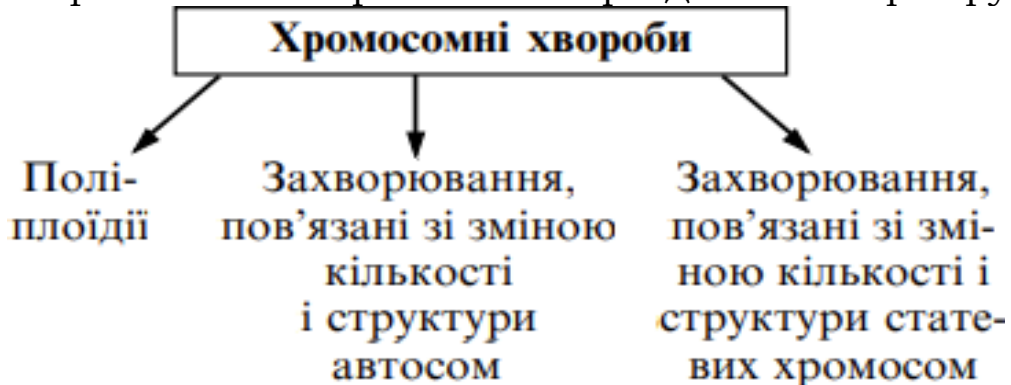 Хромосомні хвороби
Полі-
плоїдії
Захворювання,
пов’язані зі зміною
кількості
і структури
автосом
Захворювання,
пов’язані зі змі-
ною кількості і
структури стате-
вих хромосом